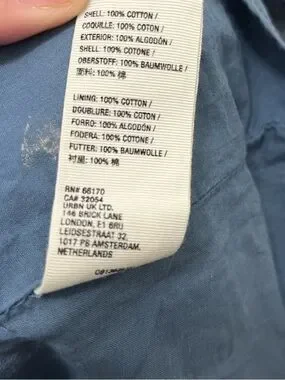 SHELL: 100% COTTON /
COQUILLE: 100% COTON /
EXTERIOR: 100% ALGODÓN /
SHELL: 100% COTONE /
OBERSTOFF: 100% BAUMWOLLE /
面料: 100% 棉
LINING: 100% COTTON /
DOUBLURE: 100% COTON /
FORRO: 100% ALGODÓN /
FODERA: 100% COTONE /
FUTTER: 100% BAUMWOLLE /
衬里: 100% 棉
RN# 66170
CA# 32054
URBN UK LTD.
146 BRICK LANE
LONDON, E1 6RU
LEIDSESTRAAT 32,
1017 PB AMSTERDAM,
NETHERLANDS